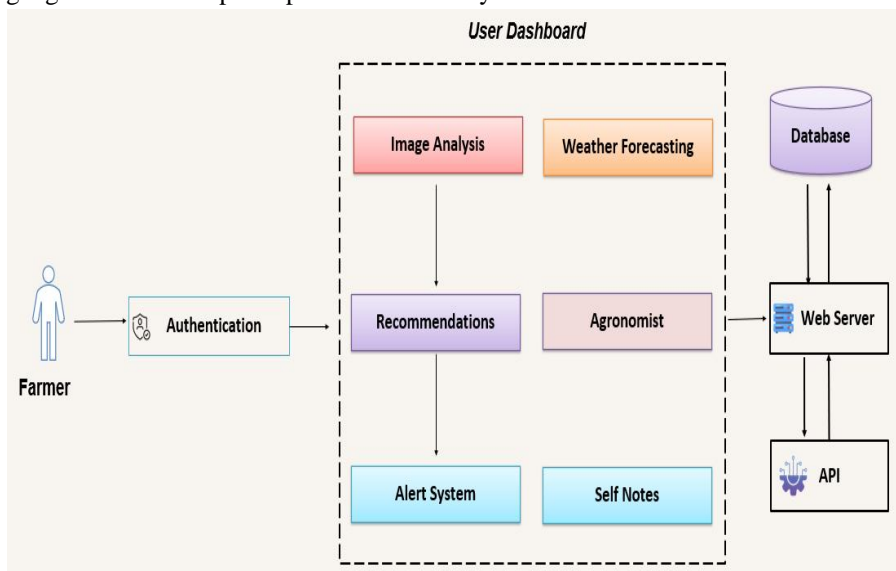 User Dashboard
Image Analysis
Weather Forecasting
Database
Farmer
Authentication
Recommendations
Agronomist
Web Server
Alert System
Self Notes
API